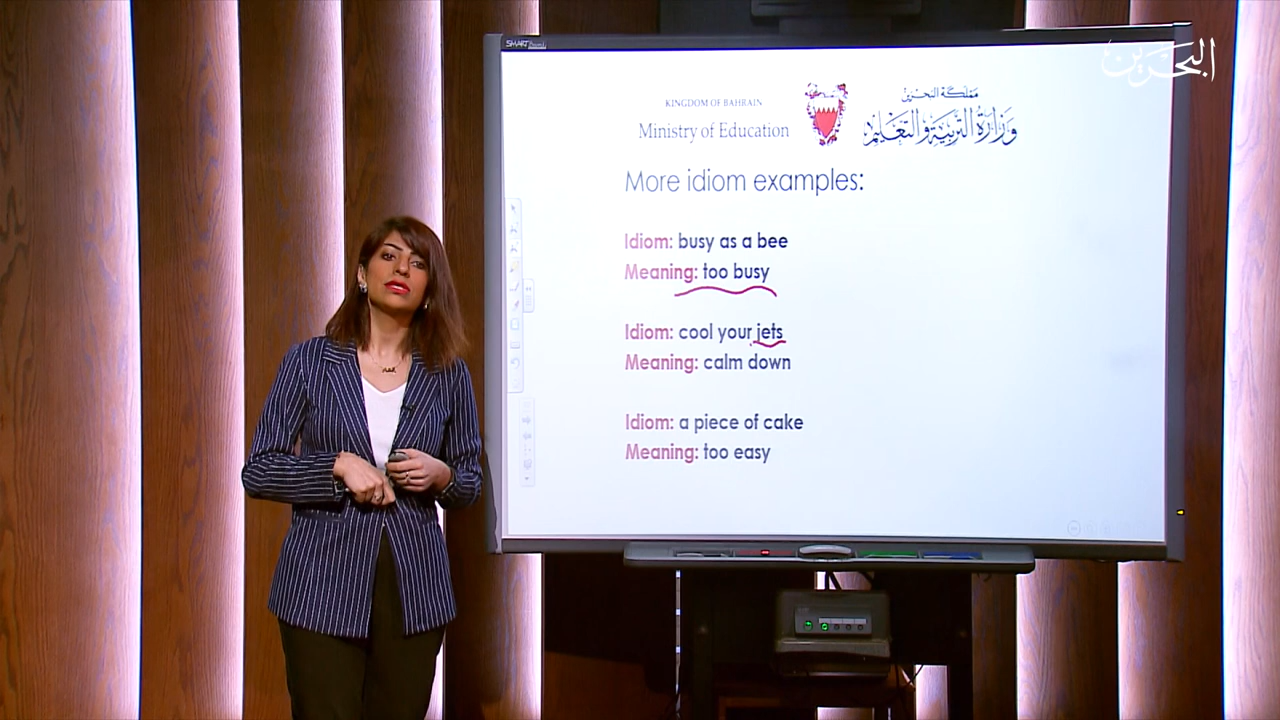 SMART
البحرين
KINGDOM OF BAHRAIN
Ministry of Education
مملكة البحرين
وزارة التربية والتعليم
More idiom examples:
Idiom: busy as a bee
Meaning: too busy
Idiom: cool your jets
Meaning: calm down
Idiom: a piece of cake
Meaning: too easy